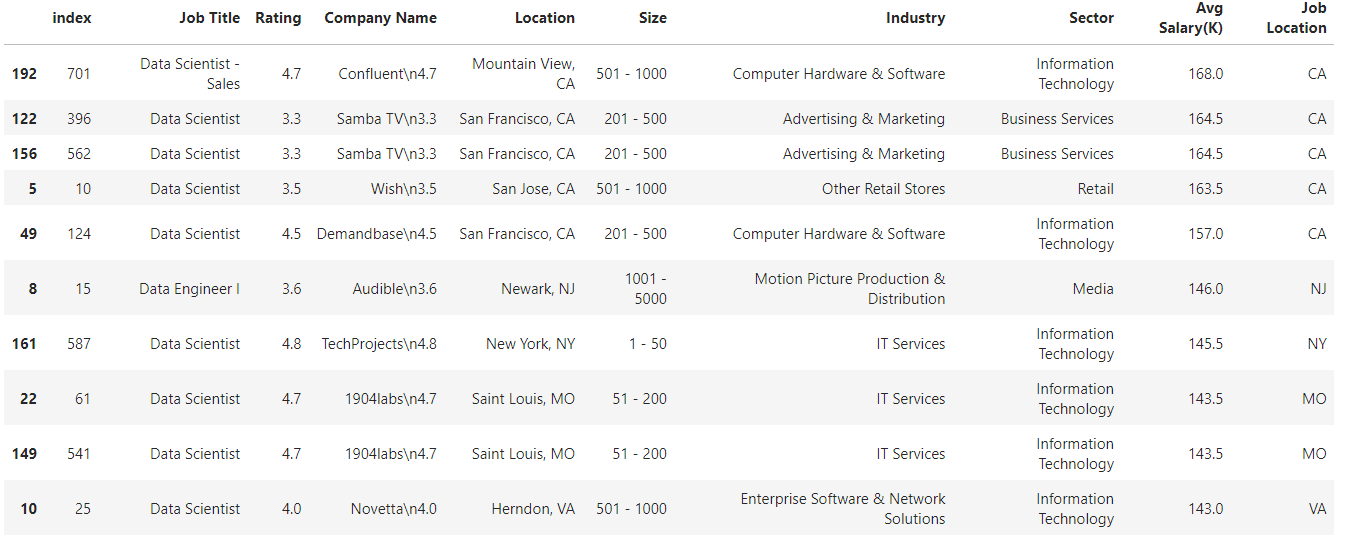 index Job Title Rating Company Name Location Size Industry Sector Avg Salary(K) Job Location
192 701 Data Scientist - Sales 4.7 Confluent\n4.7 Mountain View, CA 501 - 1000 Computer Hardware & Software Information Technology 168.0 CA
122 396 Data Scientist 3.3 Samba TV\n3.3 San Francisco, CA 201 - 500 Advertising & Marketing Business Services 164.5 CA
156 562 Data Scientist 3.3 Samba TV\n3.3 San Francisco, CA 201 - 500 Advertising & Marketing Business Services 164.5 CA
5 10 Data Scientist 3.5 Wish\n3.5 San Jose, CA 501 - 1000 Other Retail Stores Retail 163.5 CA
49 124 Data Scientist 4.5 Demandbase\n4.5 San Francisco, CA 201 - 500 Computer Hardware & Software Information Technology 157.0 CA
8 15 Data Engineer I 3.6 Audible\n3.6 Newark, NJ 1001 - 5000 Motion Picture Production & Distribution Media 146.0 NJ
161 587 Data Scientist 4.8 TechProjects\n4.8 New York, NY 1 - 50 IT Services Information Technology 145.5 NY
22 61 Data Scientist 4.7 1904labs\n4.7 Saint Louis, MO 51 - 200 IT Services Information Technology 143.5 MO
149 541 Data Scientist 4.7 1904labs\n4.7 Saint Louis, MO 51 - 200 IT Services Information Technology 143.5 MO
10 25 Data Scientist 4.0 Novetta\n4.0 Herndon, VA 501 - 1000 Enterprise Software & Network Solutions Information Technology 143.0 VA